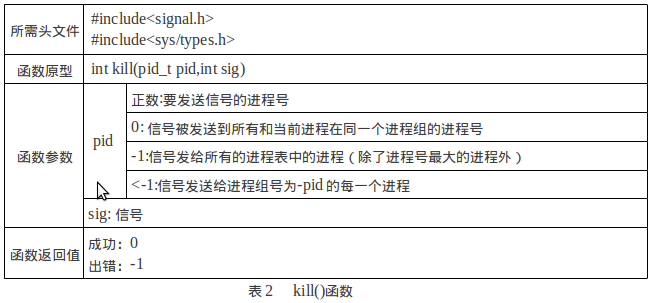 所需头文件
#include<signal.h>
#include<sys/types.h>
函数原型
int kill(pid_t pid,int sig)
函数参数
pid
正数:要发送信号的进程号
0: 信号被发送到所有和当前进程在同一个进程组的进程号
-1:信号发给所有的进程表中的进程（除了进程号最大的进程外）
<-1:信号发送给进程组号为-pid 的每一个进程
sig: 信号
函数返回值
成功：0
出错：-1
表 2 kill()函数